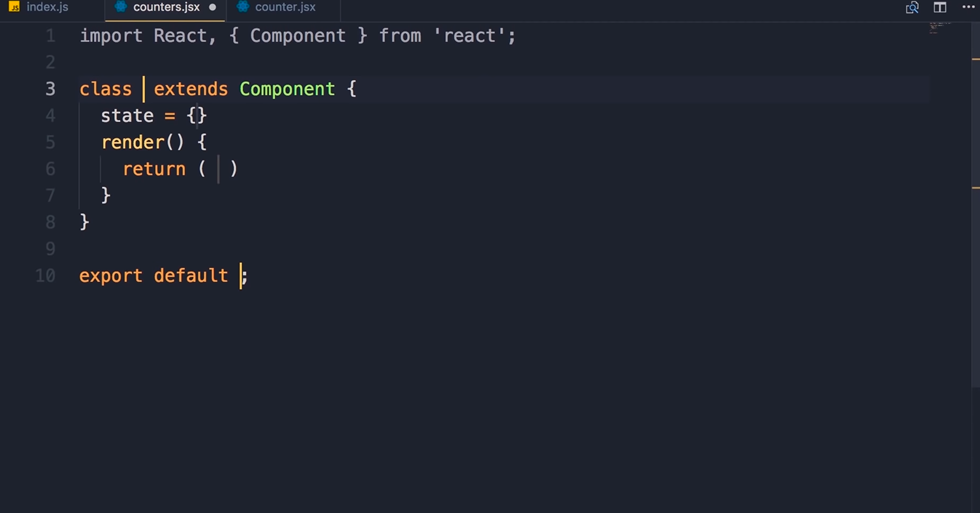 JS index.js counters.jsx counter.jsx
1 import React, { Component } from 'react';
2
3 class extends Component {
4 state = {}
5 render() {
6 return ( )
7 }
8 }
9
10 export default ;